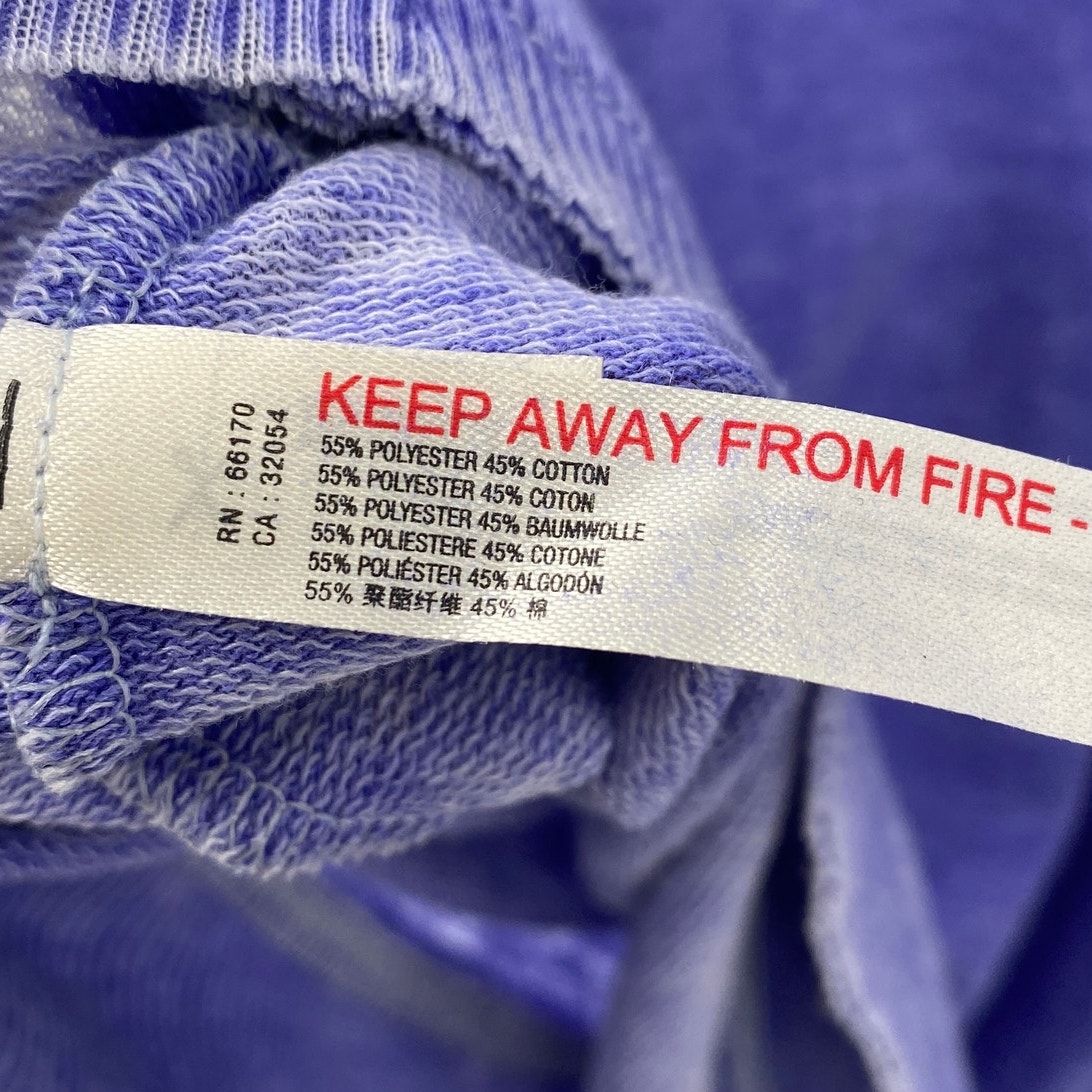 RN : 66170
CA : 32054
KEEP AWAY FROM FIRE -
55% POLYESTER 45% COTTON
55% POLYESTER 45% COTON
55% POLYESTER 45% BAUMWOLLE
55% POLIESTERE 45% COTONE
55% POLIÉSTER 45% ALGODÓN
55% 聚酯纤维 45% 棉